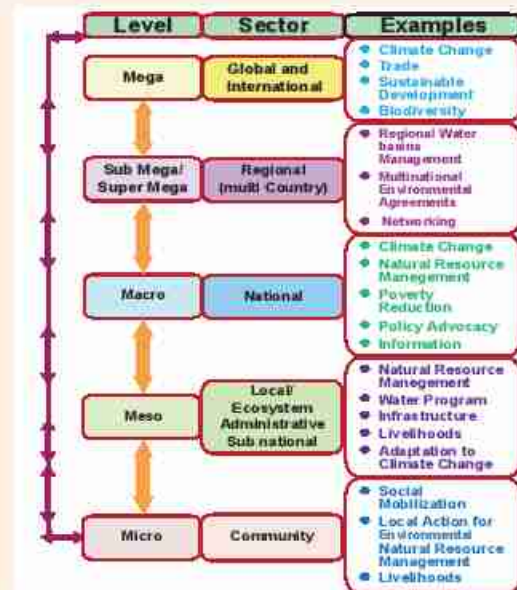 Level
Sector
Examples
Mega
Global and
International
Climate Change
Trade
Sustainable
Development
Biodiversity
Sub Mega/
Super Mega
Regional
(multi Country)
Regional Water
basins
Management
Multinational
Environmental
Agreements
Networking
Macro
National
Climate Change
Natural Resource
Manegement
Poverty
Reduction
Policy Advocacy
Information
Meso
Local/
Ecosystem
Administrative
Sub national
Natural Resource
Manegement
Water Program
Infrastructure
Livelihoods
Adaptation to
Climate Change
Micro
Community
Social
Mobilization
Local Action for
Environmental
Natural Resource
Management
Livelihoods